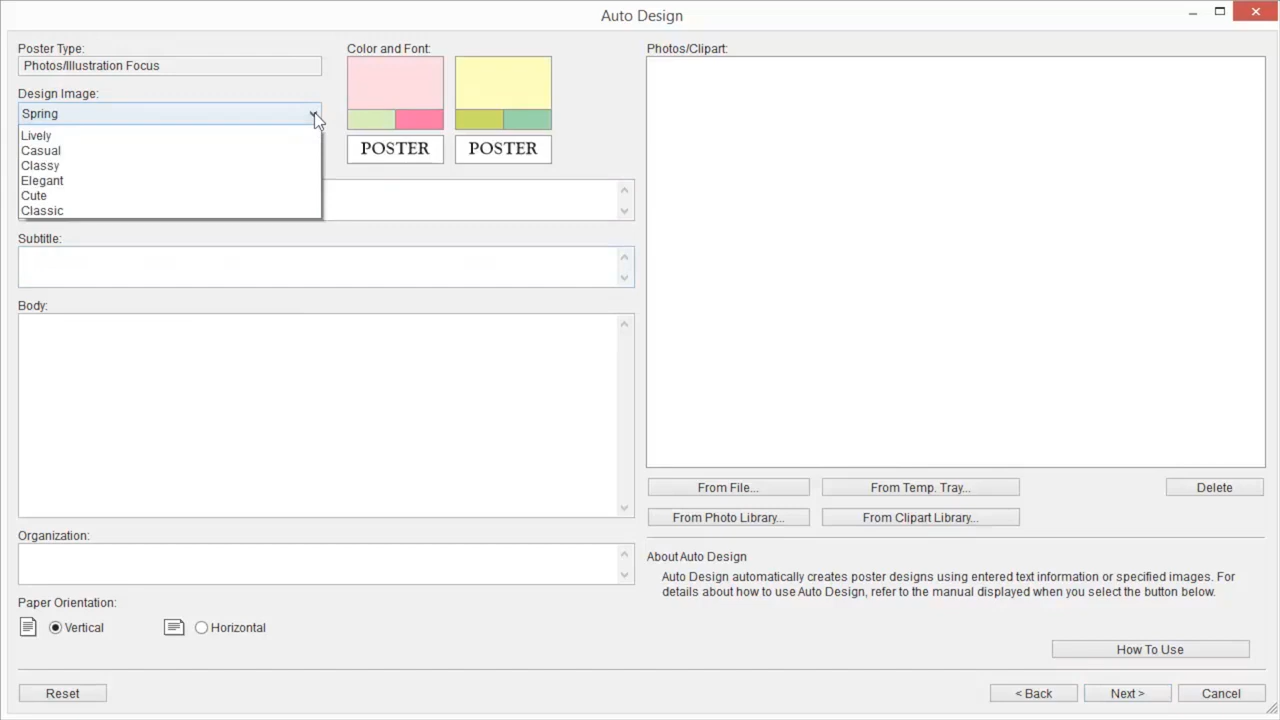 Auto Design
Poster Type:
Photos/Illustration Focus
Design Image:
Spring
Lively
Casual
Classy
Elegant
Cute
Classic
Color and Font:
POSTER POSTER
Subtitle:
Body:
Organization:
Paper Orientation:
Vertical Horizontal
Photos/Clipart:
From File... From Temp. Tray... Delete
From Photo Library... From Clipart Library...
About Auto Design
Auto Design automatically creates poster designs using entered text information or specified images. For
details about how to use Auto Design, refer to the manual displayed when you select the button below.
How To Use
Reset < Back Next > Cancel